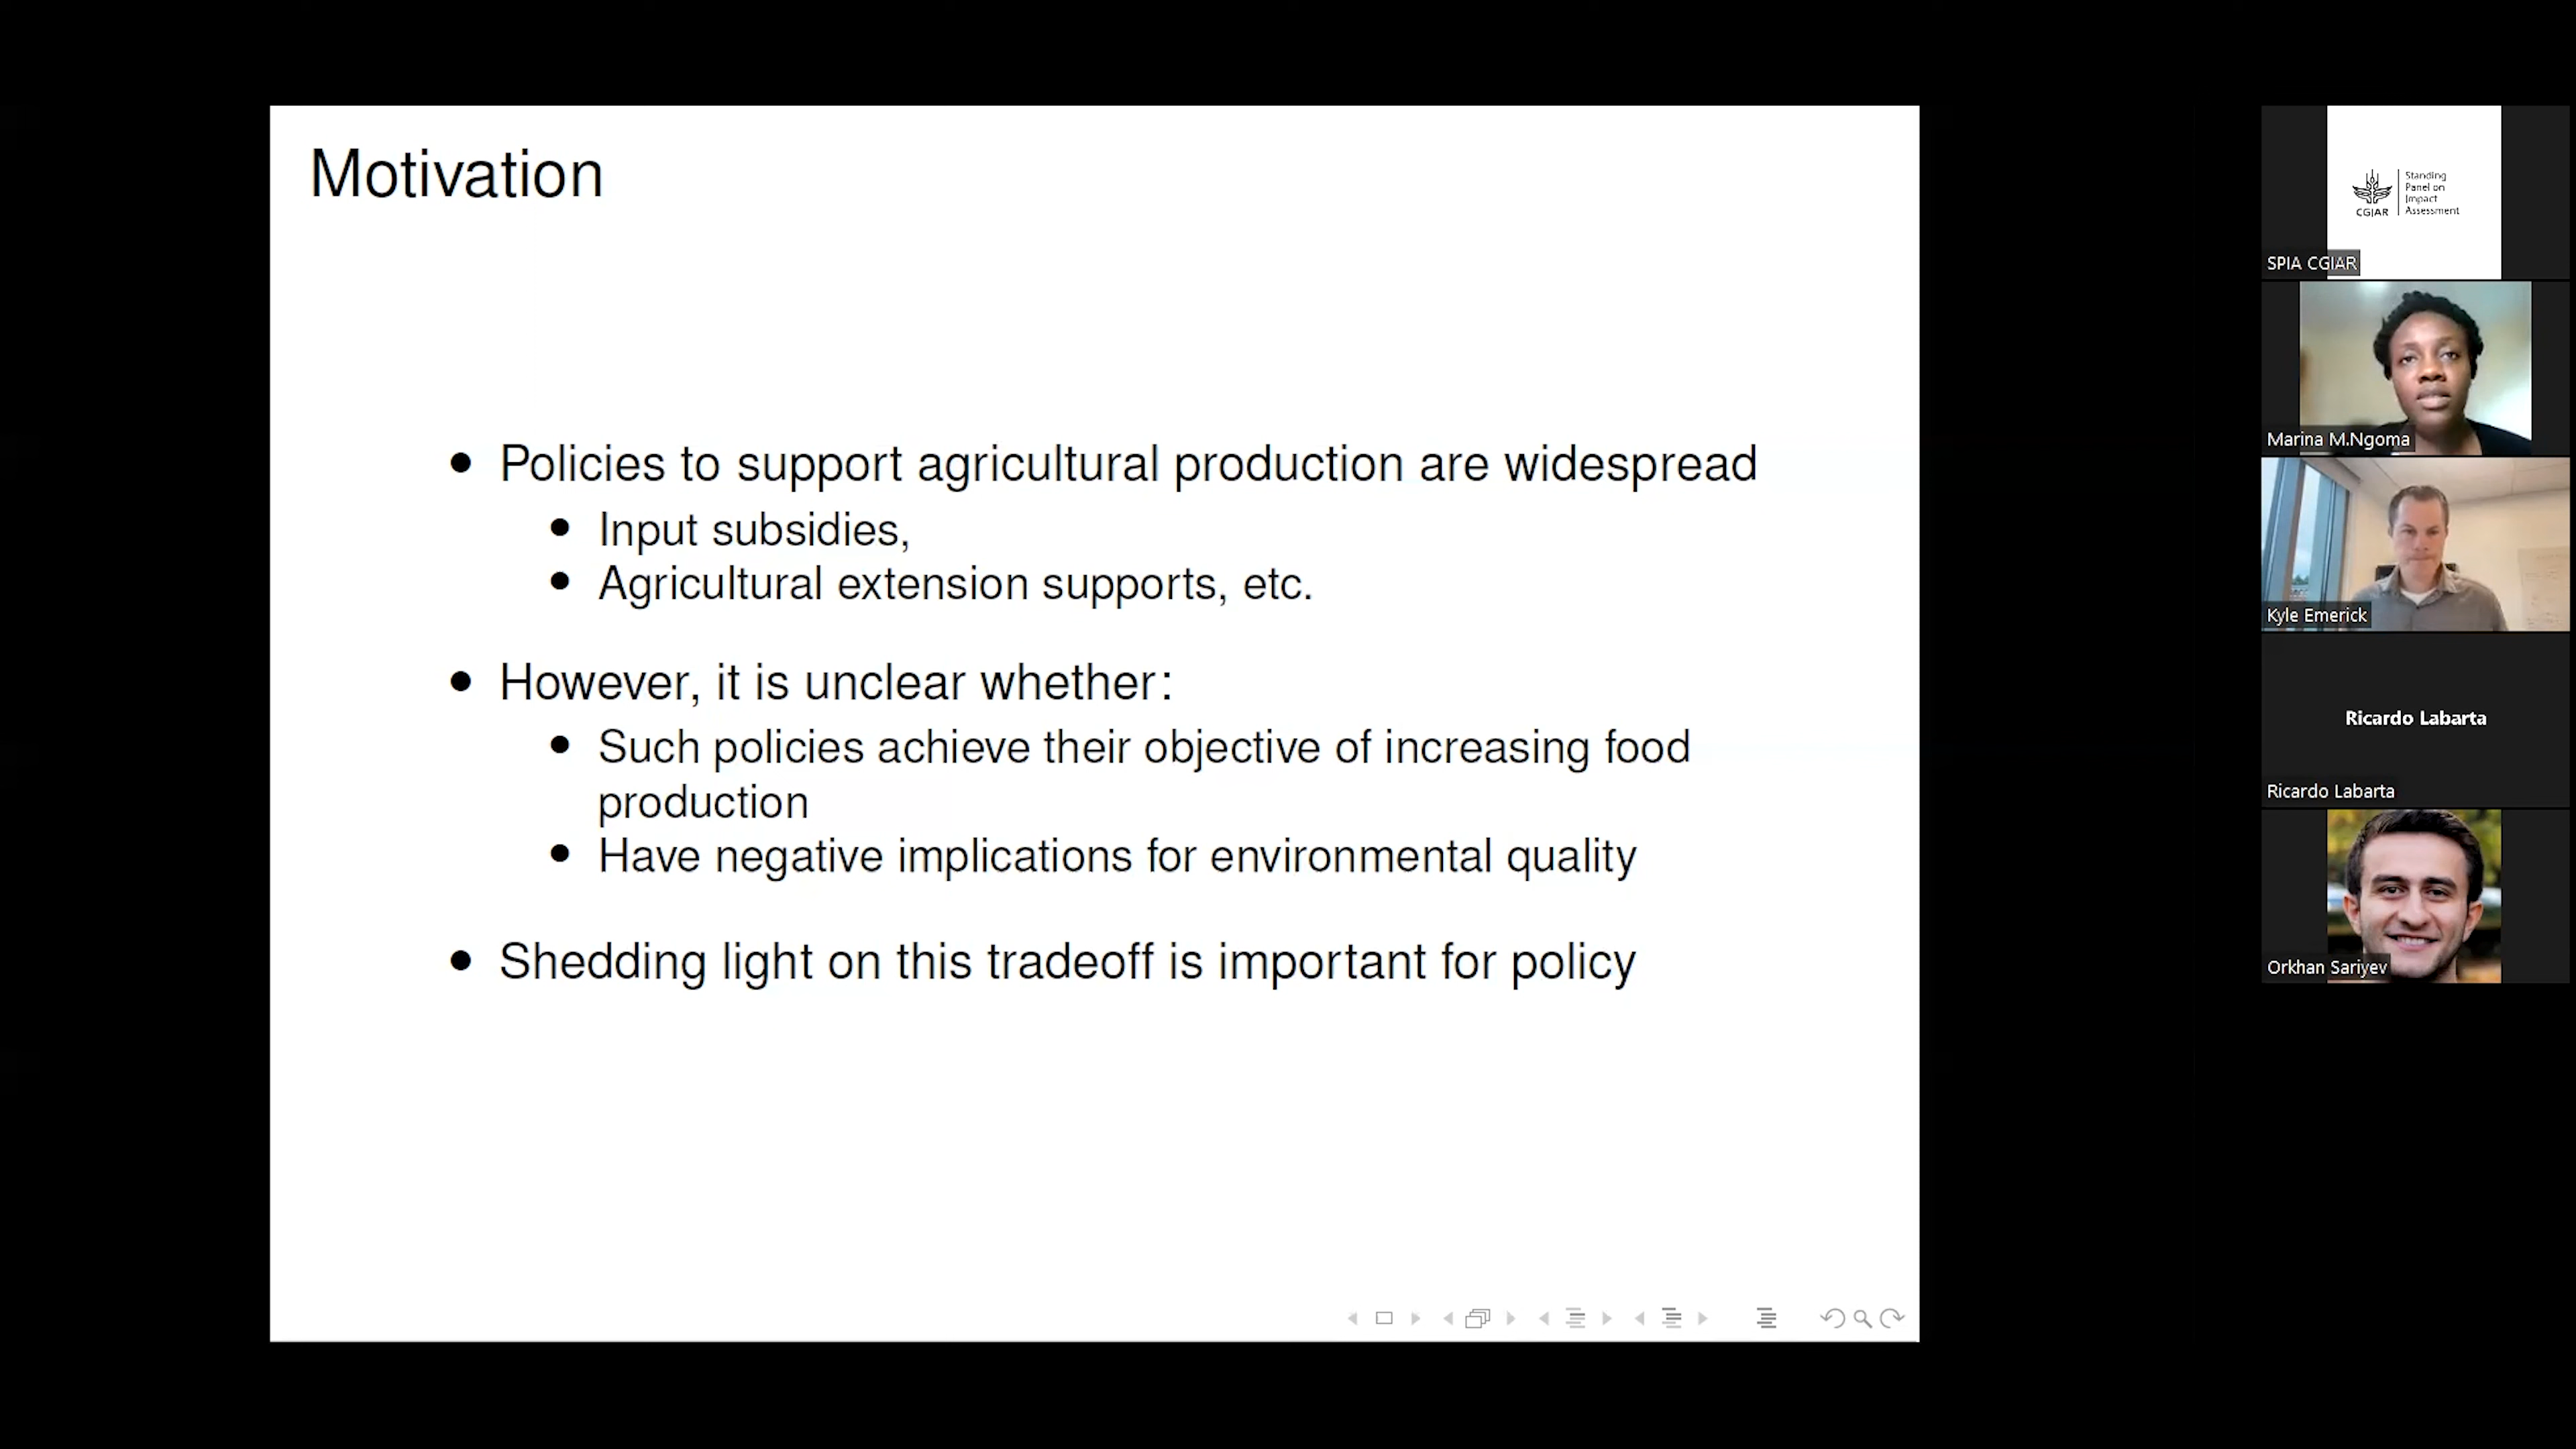 Motivation
• Policies to support agricultural production are widespread
• Input subsidies,
• Agricultural extension supports, etc.
• However, it is unclear whether:
• Such policies achieve their objective of increasing food
production
• Have negative implications for environmental quality
• Shedding light on this tradeoff is important for policy
CGIAR
Standing
Panel on
Impact
Assessment
SPIA CGIAR
Marina M.Ngoma
Kyle Emerick
Ricardo Labarta
Ricardo Labarta
Orkhan Sariyev